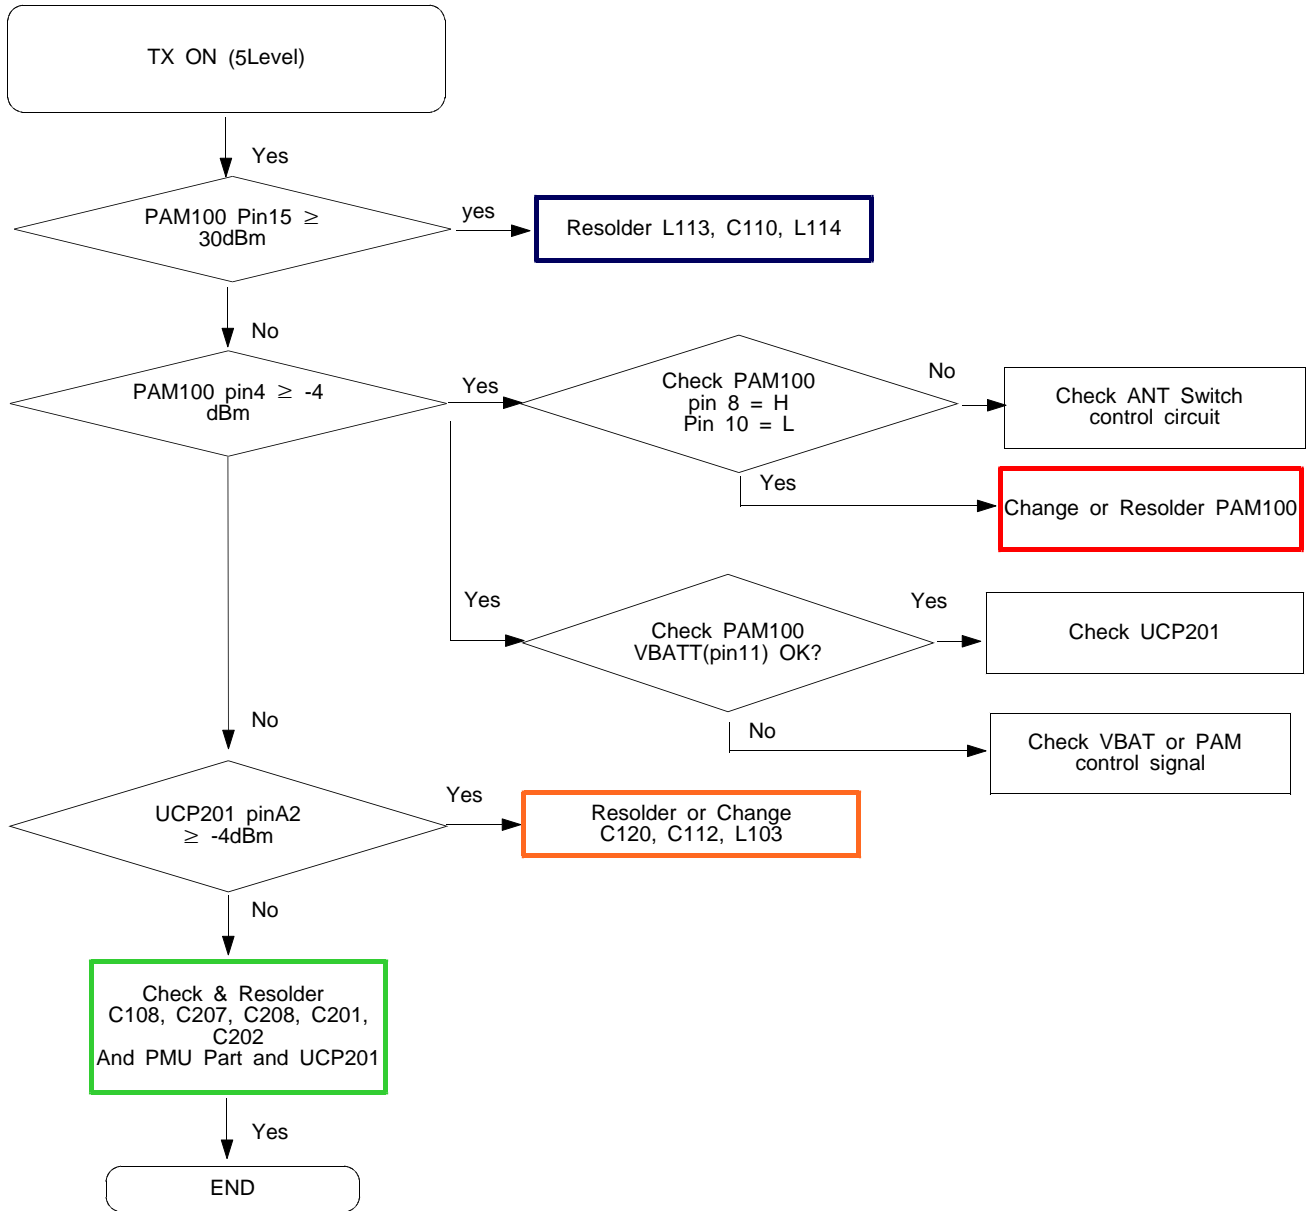 TX ON (5Level)
Yes
PAM100 Pin15 ≥
30dBm
yes
Resolder L113, C110, L114
No
PAM100 pin4 ≥ -4
dBm
Yes
Check PAM100
pin 8 = H
Pin 10 = L
No
Check ANT Switch
control circuit
Yes
Change or Resolder PAM100
Yes
Check PAM100
VBATT(pin11) OK?
Yes
Check UCP201
No
Check VBAT or PAM
control signal
No
UCP201 pinA2
≥ -4dBm
Yes
Resolder or Change
C120, C112, L103
No
Check & Resolder
C108, C207, C208, C201,
C202
And PMU Part and UCP201
Yes
END